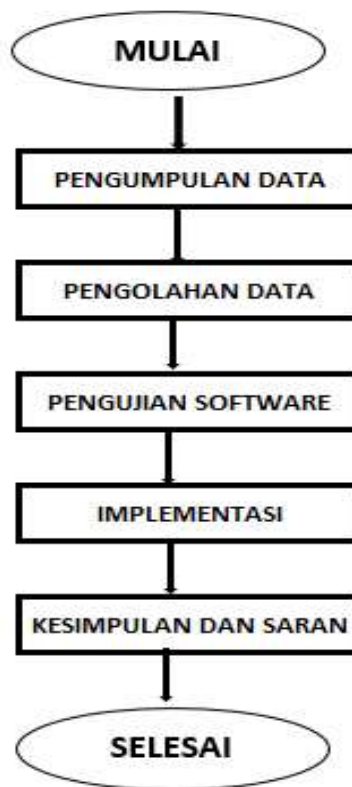 MULAI
PENGUMPULAN DATA
PENGOLAHAN DATA
PENGUJIAN SOFTWARE
IMPLEMENTASI
KESIMPULAN DAN SARAN
SELESAI